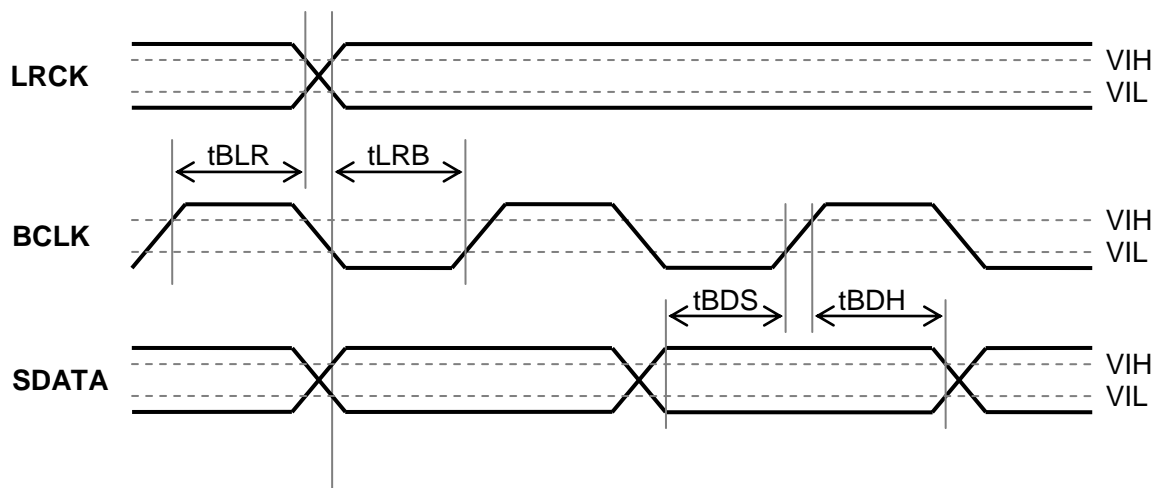 LRCK
VIH
VIL
tBLR
tLRB
BCLK
VIH
VIL
tBDS
tBDH
SDATA
VIH
VIL